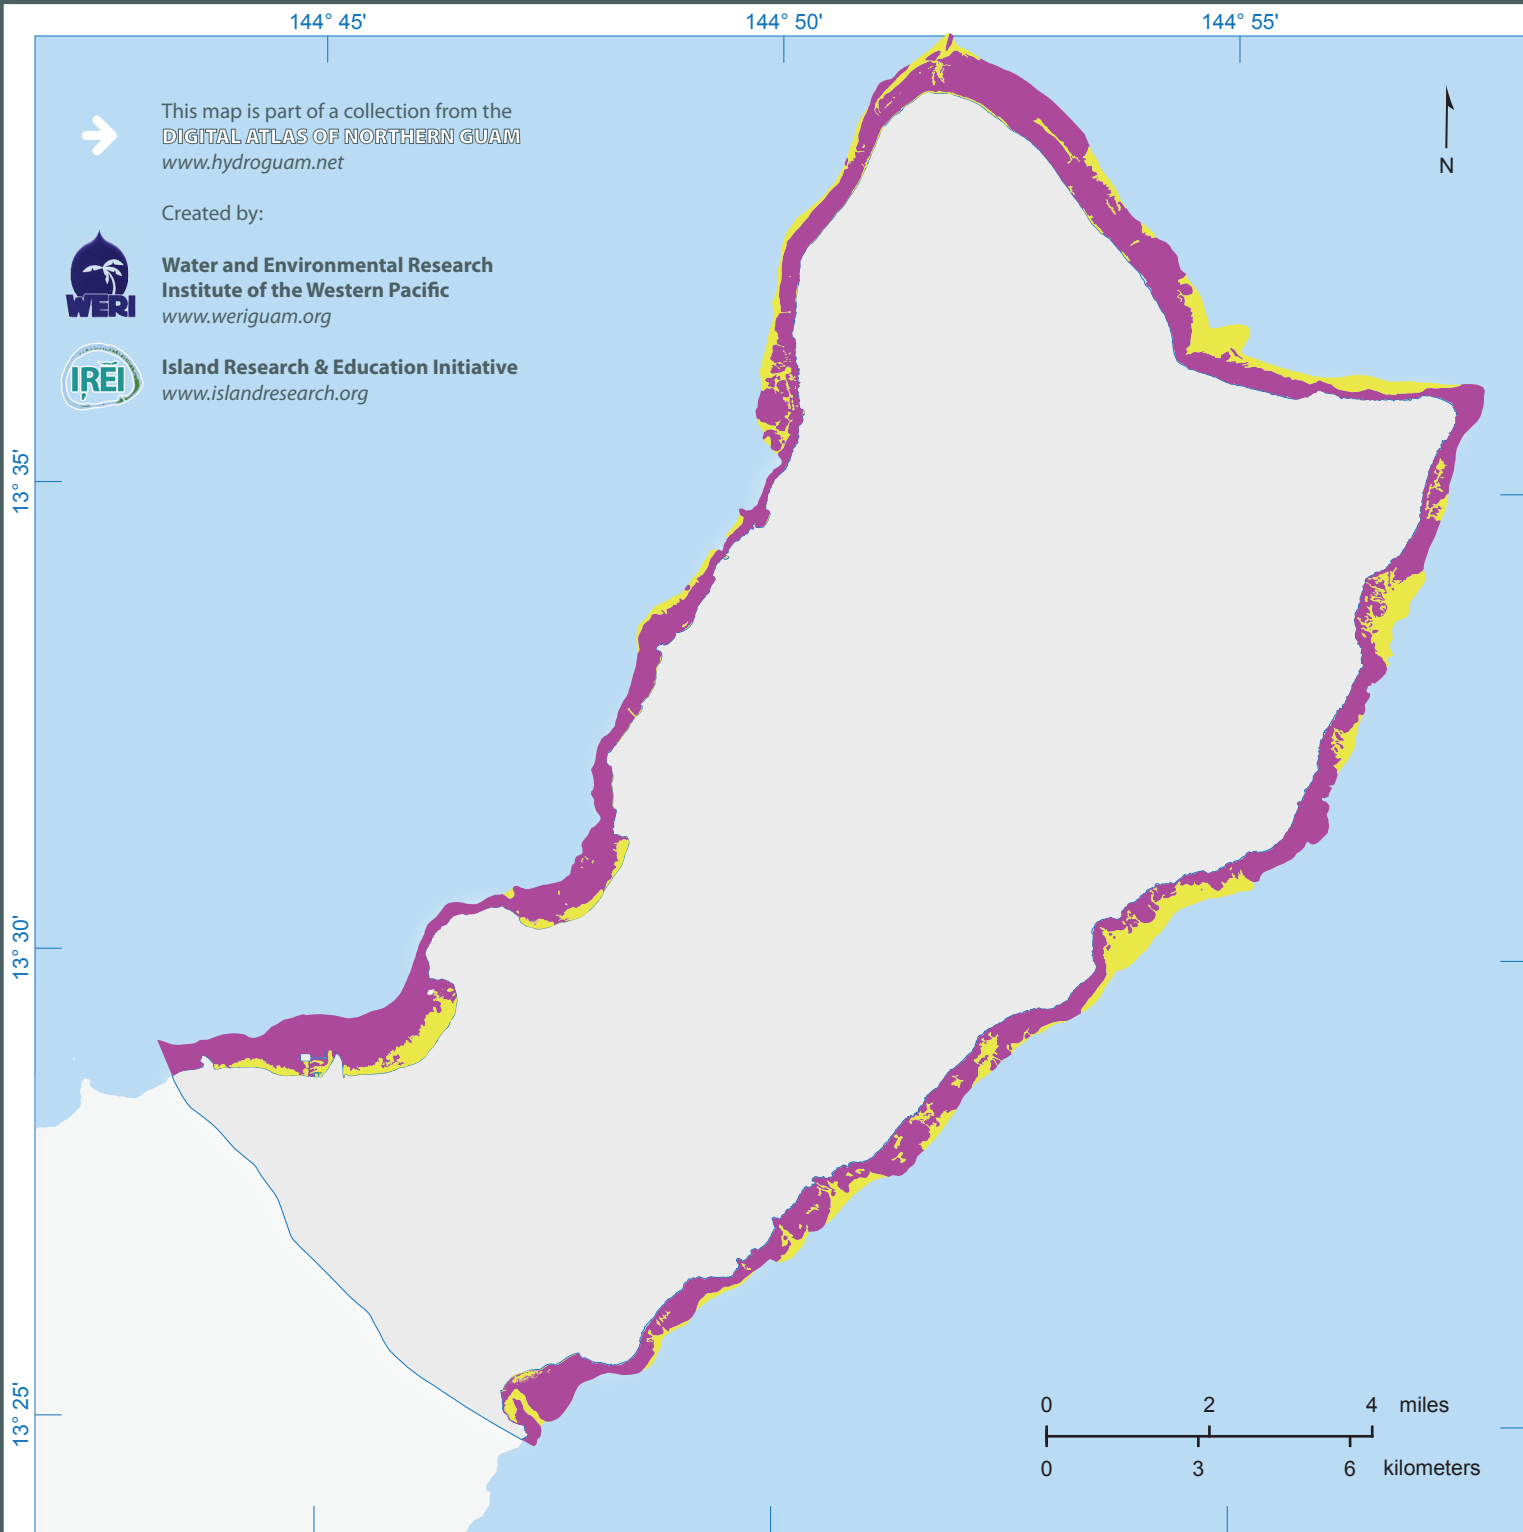 144° 45'
144° 50'
144° 55'
This map is part of a collection from the
DIGITAL ATLAS OF NORTHERN GUAM
www.hydroguam.net
N
Created by:
Water and Environmental Research
Institute of the Western Pacific
www.weriguam.org
WERI
Island Research & Education Initiative
www.islandresearch.org
IREI
13° 35'
13° 30'
13° 25'
0 2 4 miles
0 3 6 kilometers